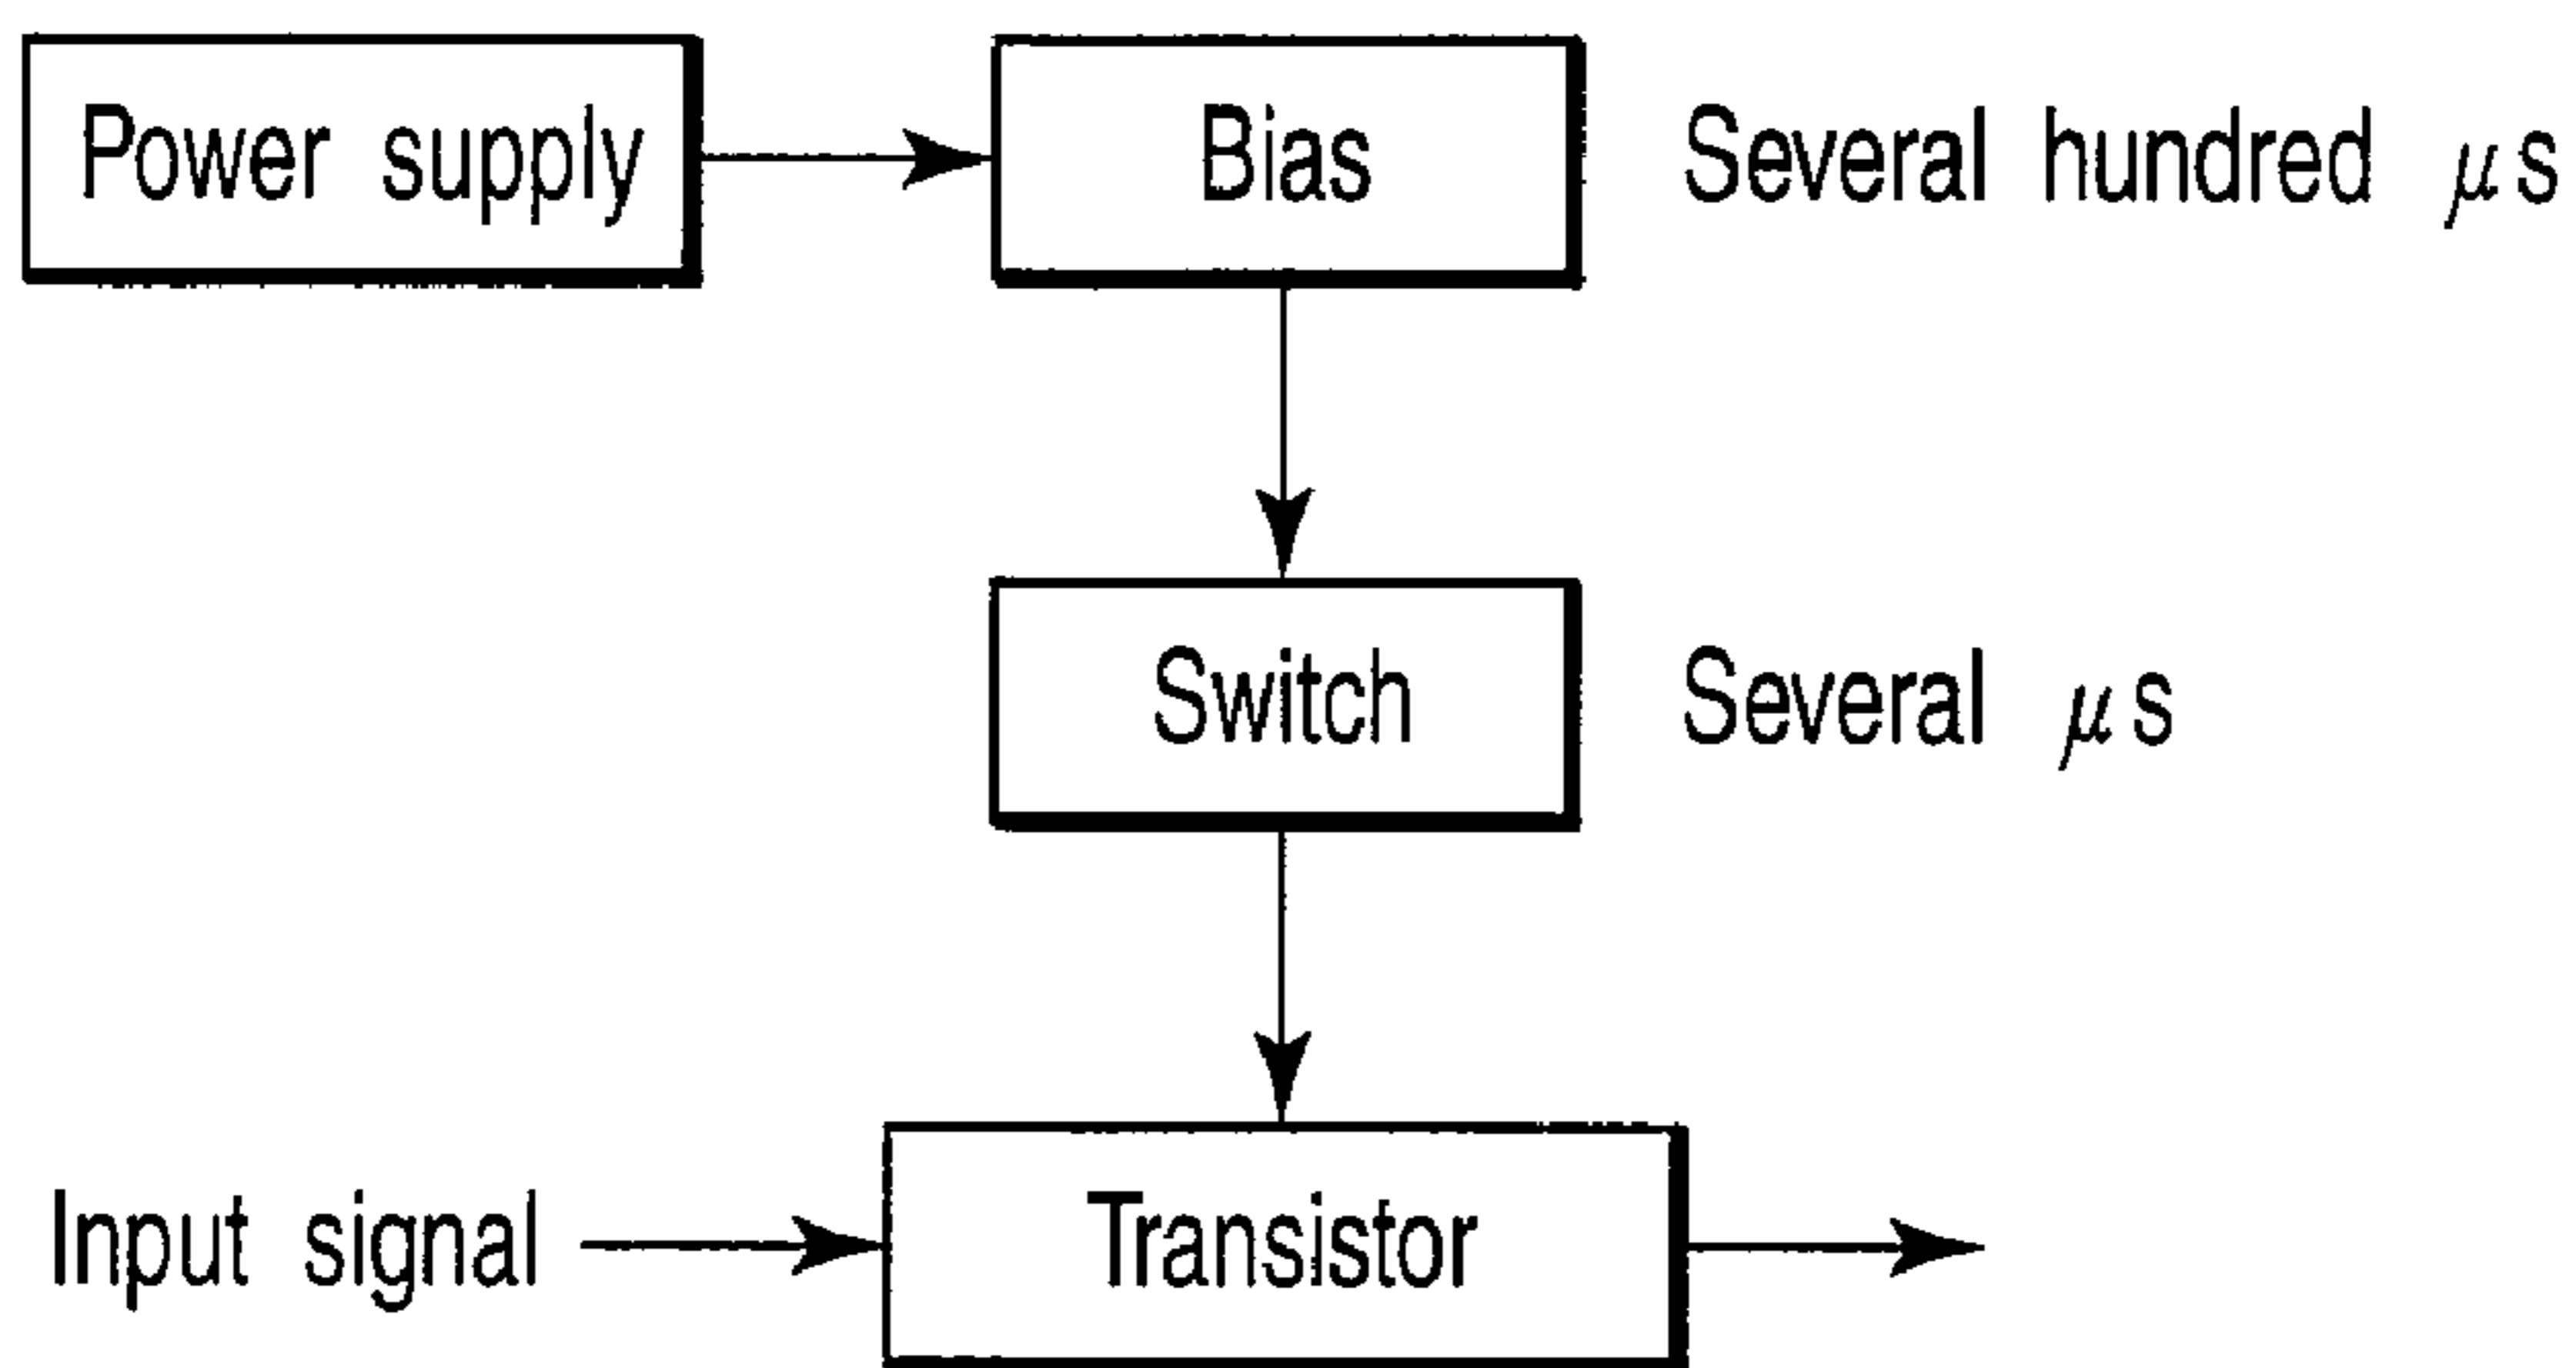 Power supply
Bias
Several hundred μs
Switch
Several μs
Input signal
Transistor